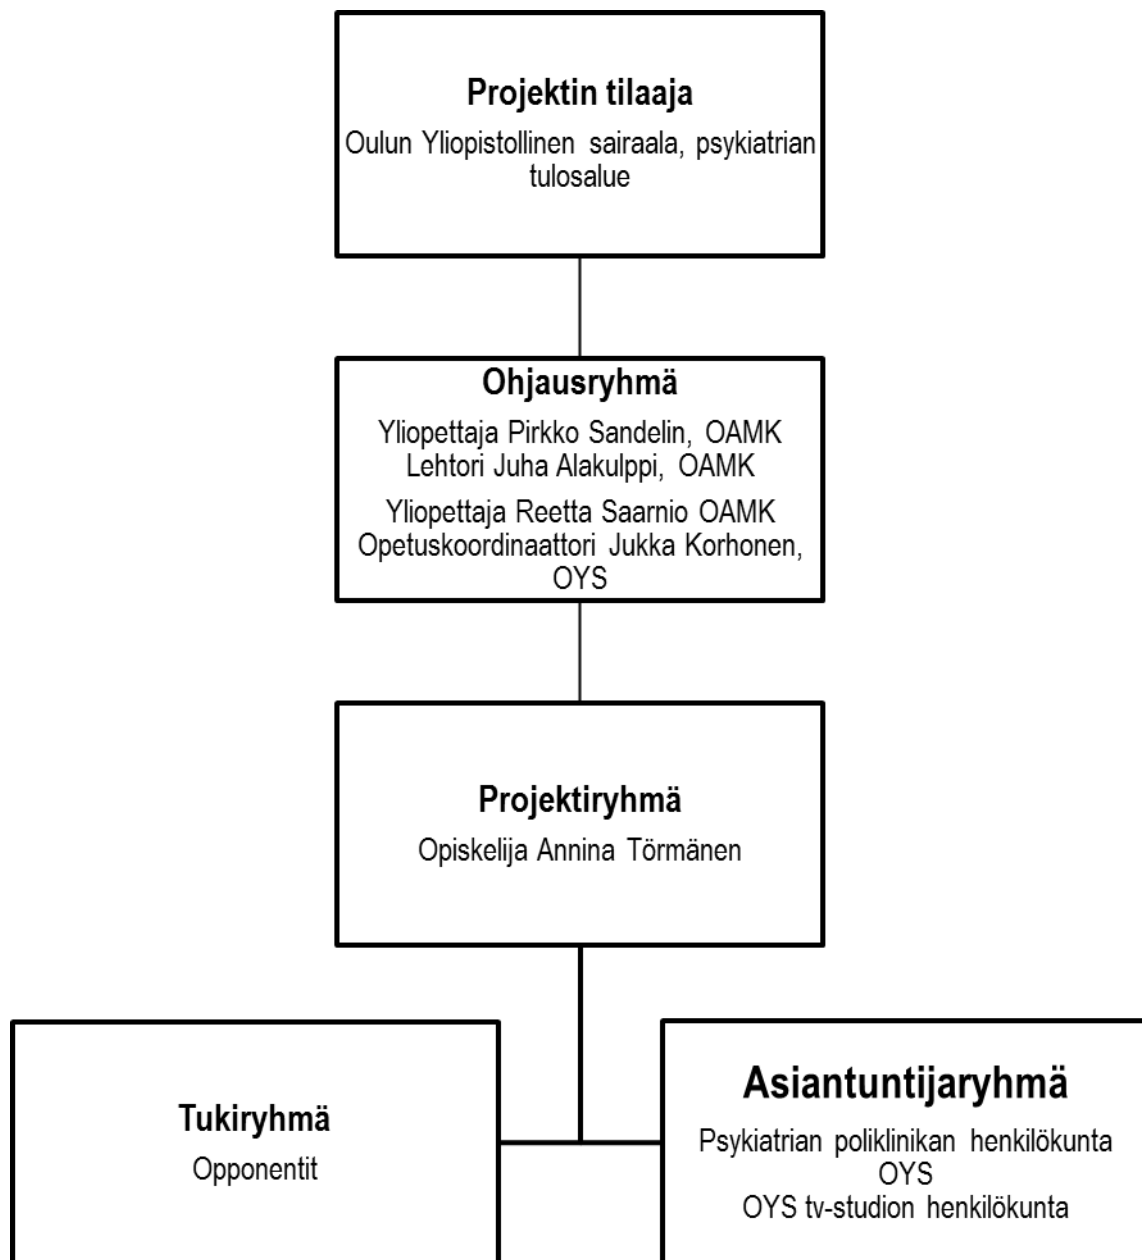 Projektin tilaaja
Oulun Yliopistollinen sairaala, psykiatrian
tulosalue
Ohjausryhmä
Yliopettaja Pirkko Sandelin, OAMK
Lehtori Juha Alakulppi, OAMK
Yliopettaja Reetta Saarnio OAMK
Opetuskoordinaattori Jukka Korhonen,
OYS
Projektiryhmä
Opiskelija Annina Törmänen
Tukiryhmä
Opponentit
Asiantuntijaryhmä
Psykiatrian poliklinikan henkilökunta
OYS
OYS tv-studion henkilökunta